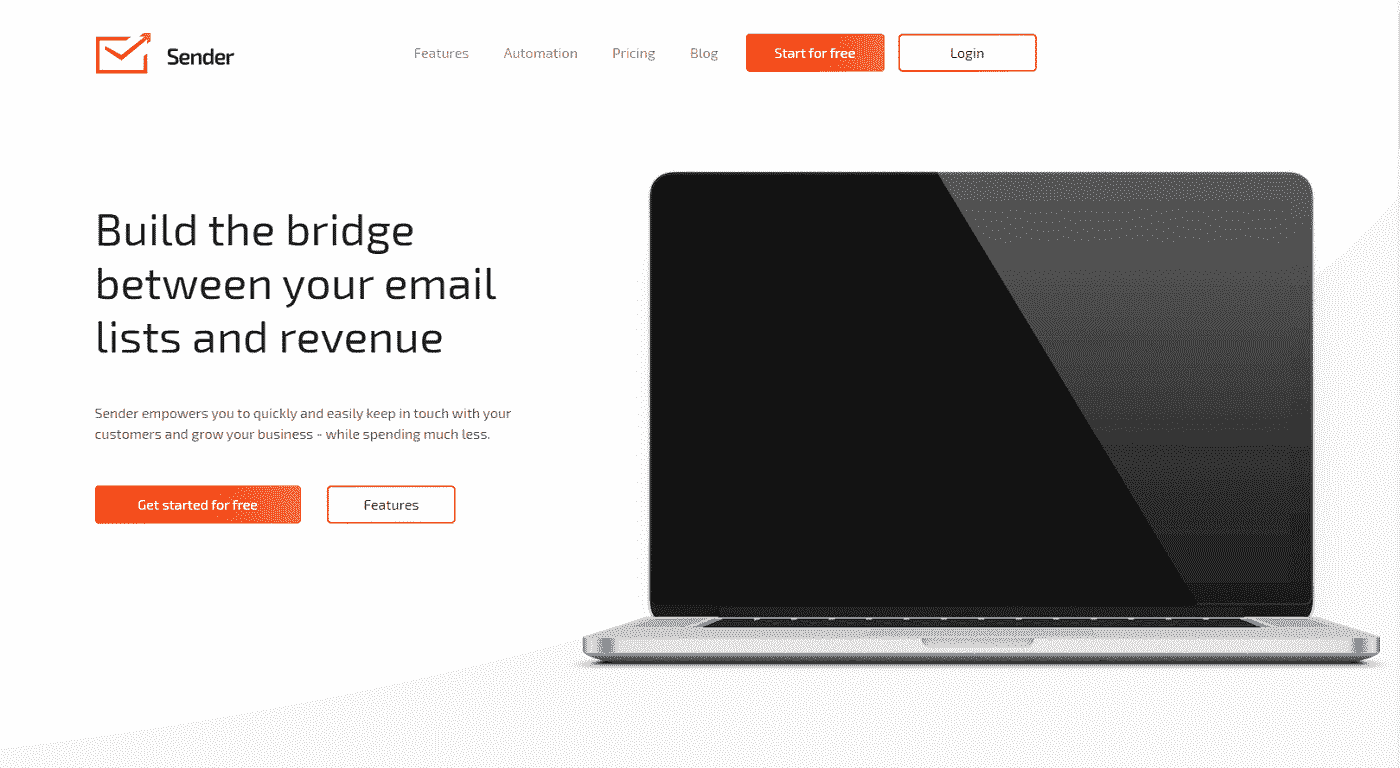 Sender
Features
Automation
Pricing
Blog
Start for free
Login
Build the bridge
between your email
lists and revenue
Sender empowers you to quickly and easily keep in touch with your
customers and grow your business - while spending much less.
Get started for free
Features